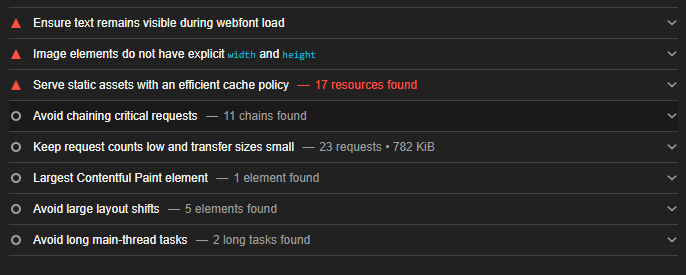 Ensure text remains visible during webfont load
Image elements do not have explicit width and height
Serve static assets with an efficient cache policy — 17 resources found
Avoid chaining critical requests — 11 chains found
Keep request counts low and transfer sizes small — 23 requests • 782 KiB
Largest Contentful Paint element — 1 element found
Avoid large layout shifts — 5 elements found
Avoid long main-thread tasks — 2 long tasks found